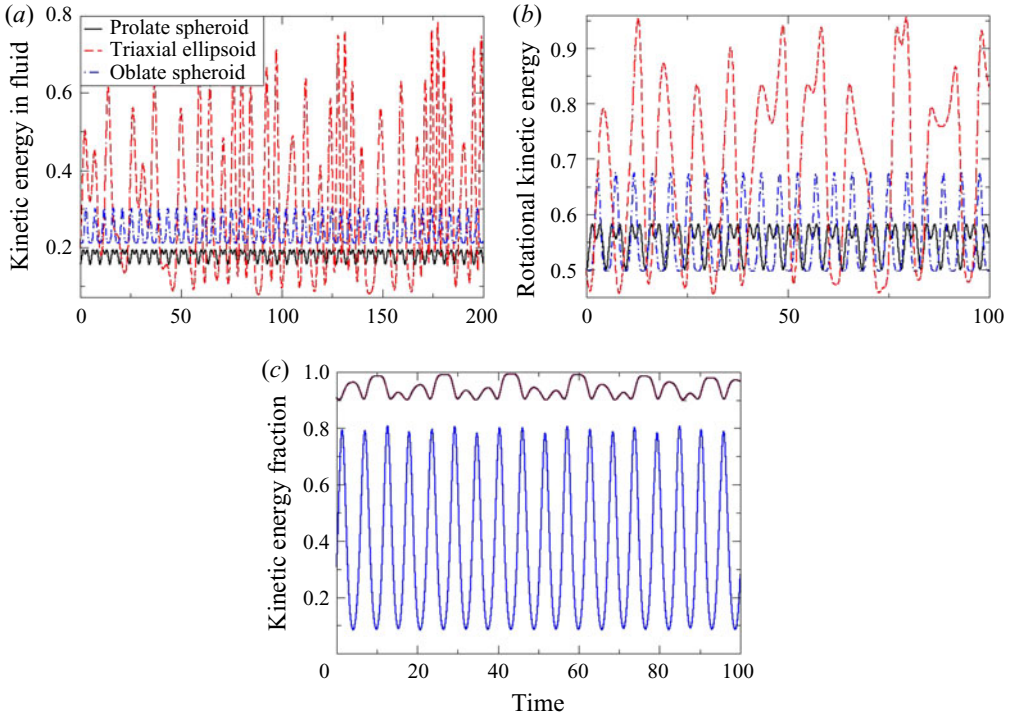 (a)
Kinetic energy in fluid
0.8
0.6
0.4
0.2
Prolate spheroid
Triaxial ellipsoid
Oblate spheroid
0 50 100 150 200
(b)
Rotational kinetic energy
0.9
0.8
0.7
0.6
0.5
0 50 100
(c)
Kinetic energy fraction
1.0
0.8
0.6
0.4
0.2
0 20 40 60 80 100
Time